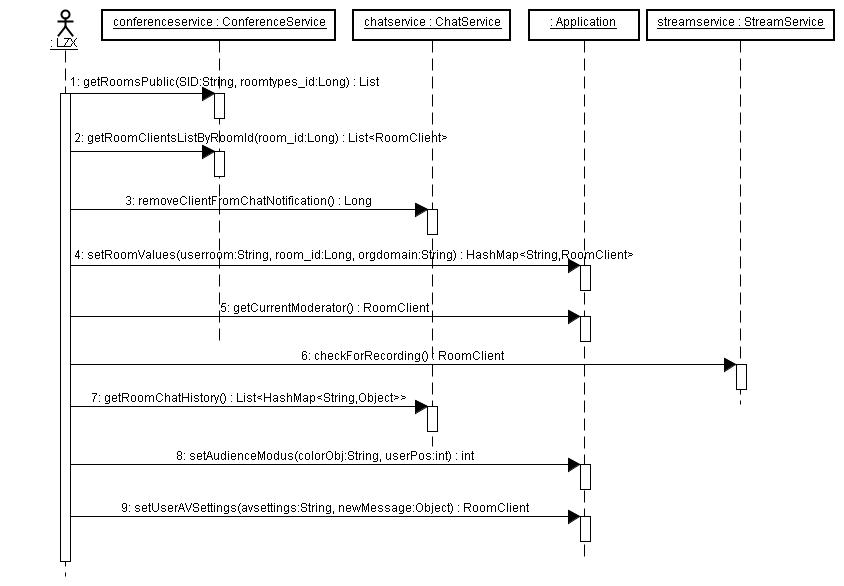 conferenceservice : ConferenceService
chatservice : ChatService
: Application
streamservice : StreamService
: LZX
1: getRoomsPublic(SID:String, roomtypes_id:Long) : List
2: getRoomClientsListByRoomId(room_id:Long) : List<RoomClient>
3: removeClientFromChatNotification() : Long
4: setRoomValues(userroom:String, room_id:Long, orgdomain:String) : HashMap<String,RoomClient>
5: getCurrentModerator() : RoomClient
6: checkForRecording() : RoomClient
7: getRoomChatHistory() : List<HashMap<String,Object>>
8: setAudienceModus(colorObj:String, userPos:int) : int
9: setUserAVSettings(avsettings:String, newMessage:Object) : RoomClient